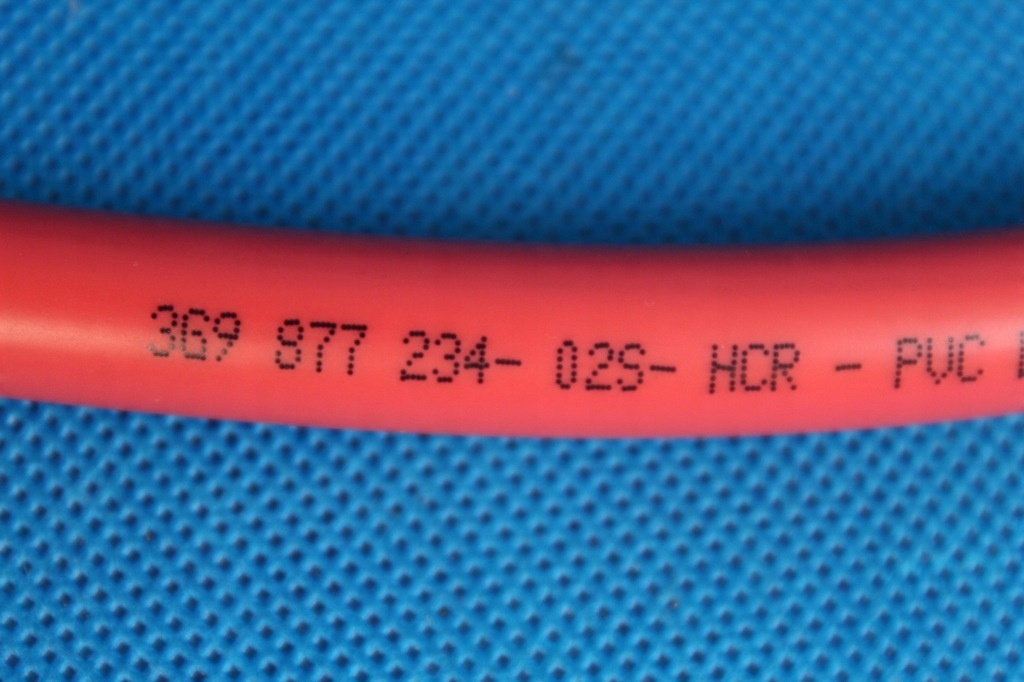 3G9 877 234- 02S- HCR - PVC